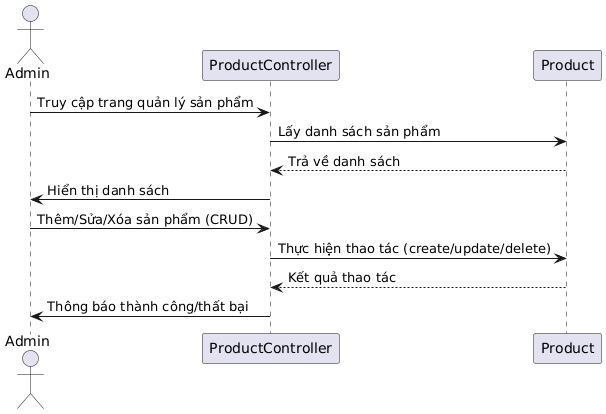 Admin
ProductController
Product
Truy cập trang quản lý sản phẩm
Lấy danh sách sản phẩm
Trả về danh sách
Hiển thị danh sách
Thêm/Sửa/Xóa sản phẩm (CRUD)
Thực hiện thao tác (create/update/delete)
Kết quả thao tác
Thông báo thành công/thất bại
Admin
ProductController
Product